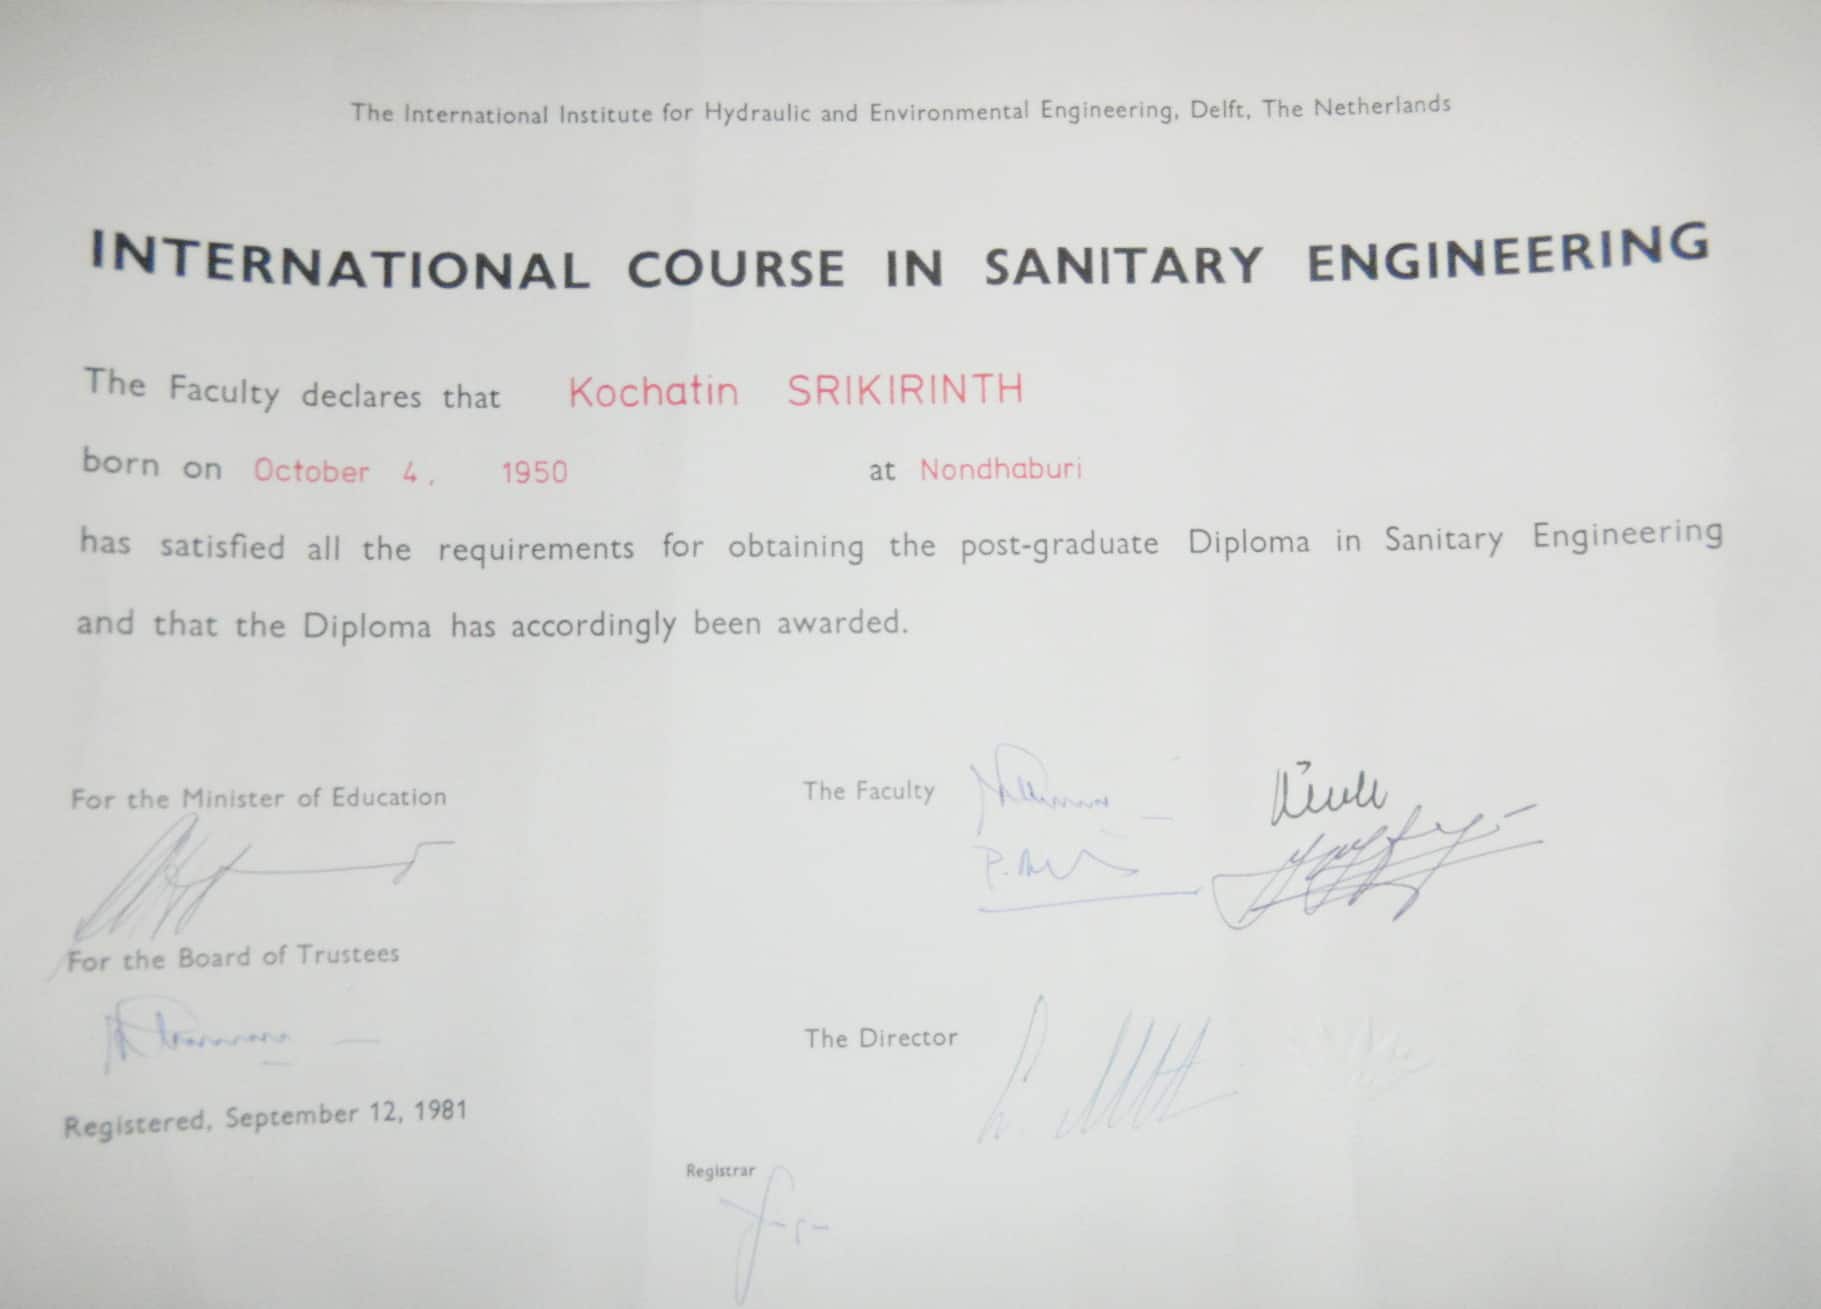 The International Institute for Hydraulic and Environmental Engineering, Delft, The Netherlands
INTERNATIONAL COURSE IN SANITARY ENGINEERING
The Faculty declares that Kochatin SRIKIRINTH
born on October 4, 1950 at Nondhaburi
has satisfied all the requirements for obtaining the post-graduate Diploma in Sanitary Engineering
and that the Diploma has accordingly been awarded.
For the Minister of Education
The Faculty
For the Board of Trustees
The Director
Registered, September 12, 1981
Registrar